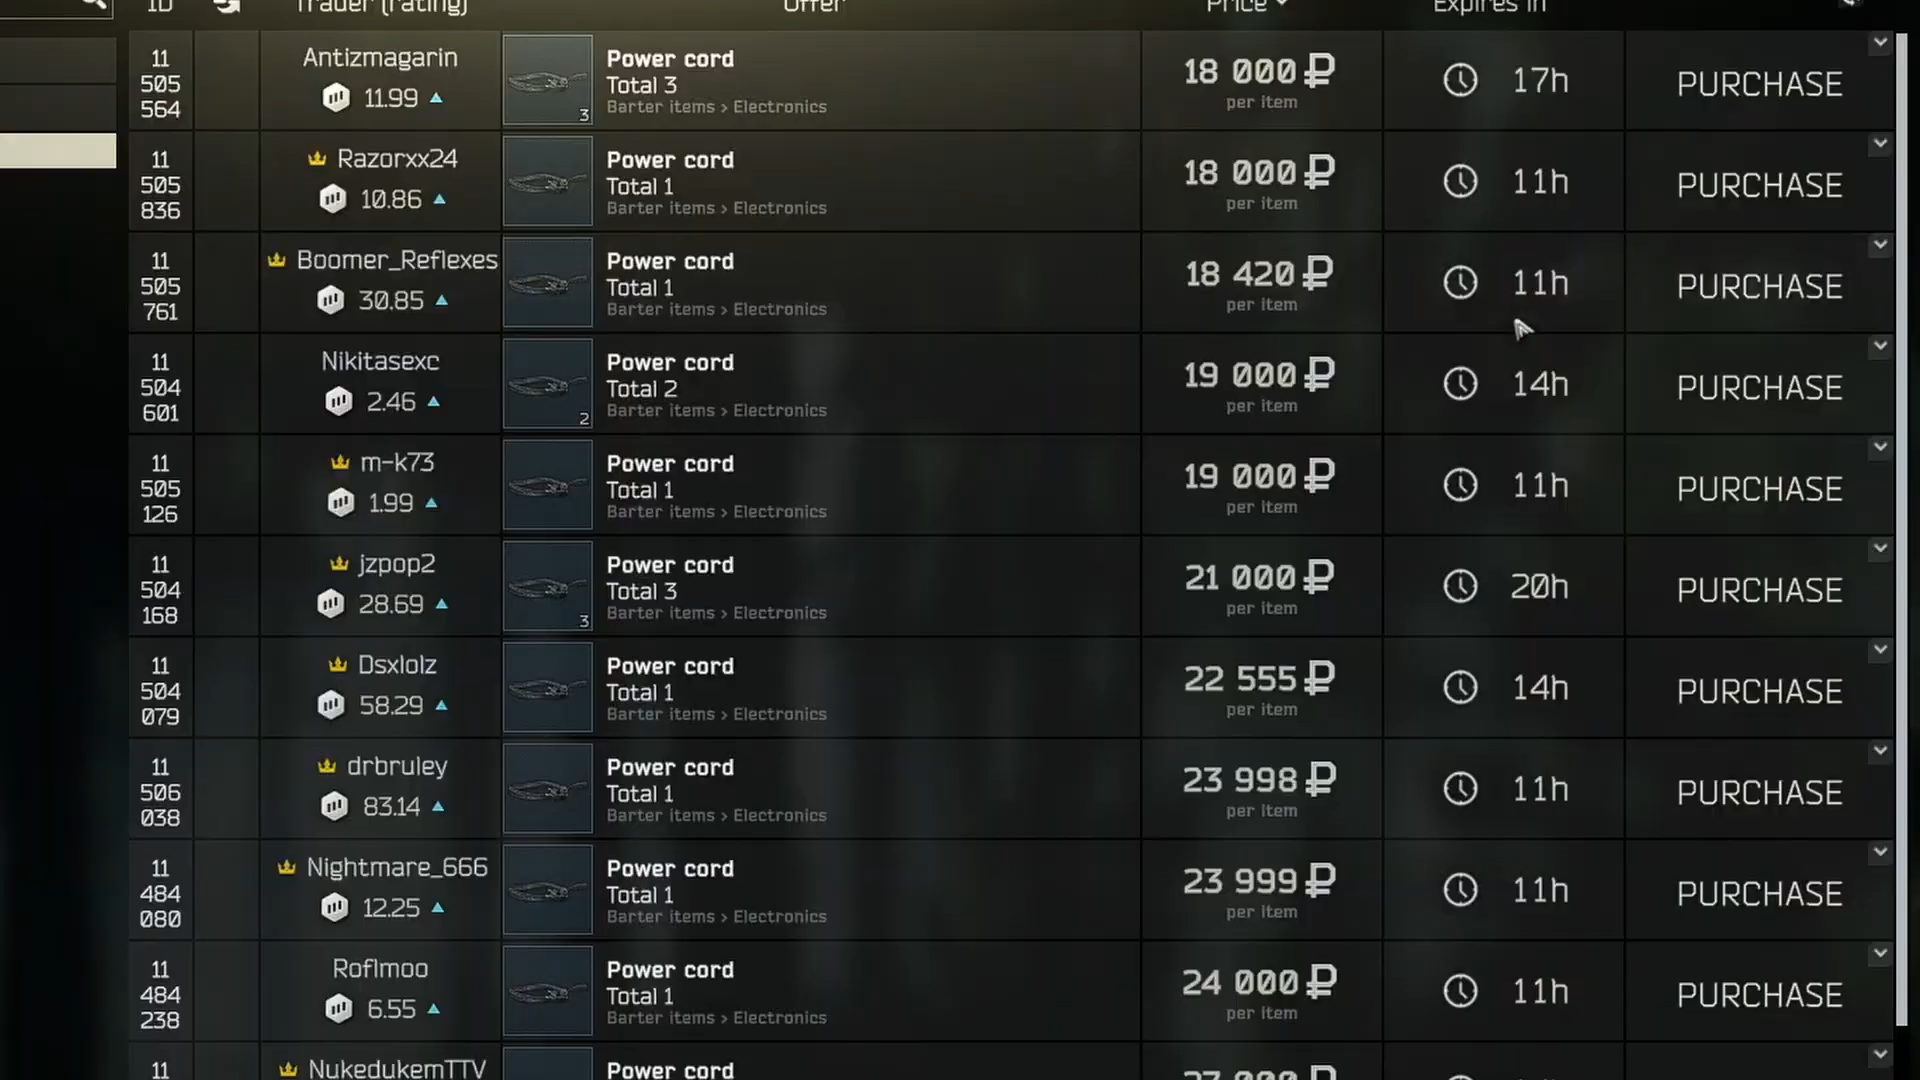 ID Trader (rating) Offer Price Expires in
11 505 564
Antizmagarin
11.99
3
Power cord
Total 3
Barter items > Electronics
18 000 ₽
per item
17h
PURCHASE
11 505 836
Razorxx24
10.86
Power cord
Total 1
Barter items > Electronics
18 000 ₽
per item
11h
PURCHASE
11 505 761
Boomer_Reflexes
30.85
Power cord
Total 1
Barter items > Electronics
18 420 ₽
per item
11h
PURCHASE
11 504 601
Nikitasexc
2.46
2
Power cord
Total 2
Barter items > Electronics
19 000 ₽
per item
14h
PURCHASE
11 505 126
m-k73
1.99
Power cord
Total 1
Barter items > Electronics
19 000 ₽
per item
11h
PURCHASE
11 504 168
jzpop2
28.69
3
Power cord
Total 3
Barter items > Electronics
21 000 ₽
per item
20h
PURCHASE
11 504 079
Dsxlolz
58.29
Power cord
Total 1
Barter items > Electronics
22 555 ₽
per item
14h
PURCHASE
11 506 038
drbruley
83.14
Power cord
Total 1
Barter items > Electronics
23 998 ₽
per item
11h
PURCHASE
11 484 080
Nightmare_666
12.25
Power cord
Total 1
Barter items > Electronics
23 999 ₽
per item
11h
PURCHASE
11 484 238
Roflmoo
6.55
Power cord
Total 1
Barter items > Electronics
24 000 ₽
per item
11h
PURCHASE
11
NukedukemTTV
Power cord